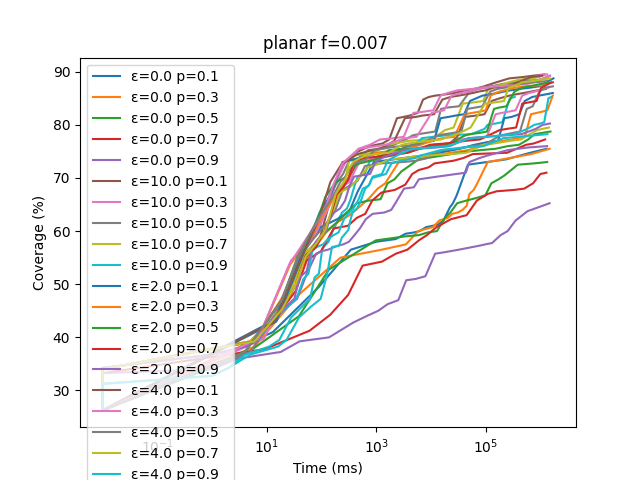 planar f=0.007
Coverage (%)
90
80
70
60
50
40
30
ε=0.0 p=0.1
ε=0.0 p=0.3
ε=0.0 p=0.5
ε=0.0 p=0.7
ε=0.0 p=0.9
ε=10.0 p=0.1
ε=10.0 p=0.3
ε=10.0 p=0.5
ε=10.0 p=0.7
ε=10.0 p=0.9
ε=2.0 p=0.1
ε=2.0 p=0.3
ε=2.0 p=0.5
ε=2.0 p=0.7
ε=2.0 p=0.9
ε=4.0 p=0.1
ε=4.0 p=0.3
ε=4.0 p=0.5
ε=4.0 p=0.7
ε=4.0 p=0.9
10⁻¹ 10¹ 10³ 10⁵
Time (ms)